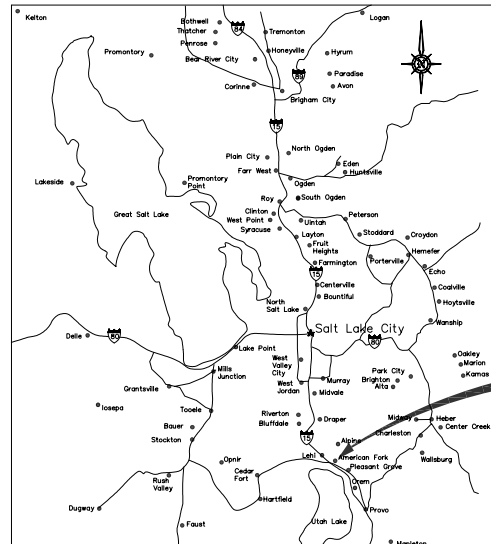 Kelton
Bothwell
Thatcher
Penrose
Tremonton
Logan
84
Honeyville
Hyrum
Promontory
Bear River City
89
Paradise
Avon
Corinne
Brigham City
15
N
North Ogden
Plain City
Eden
Farr West
Huntsville
Lakeside
Promontory
Point
Ogden
South Ogden
Roy
Great Salt Lake
Clinton
West Point
Syracuse
Uintah
Peterson
Layton
Stoddard
Croydon
Fruit
Heights
Hemefer
Farmington
Porterville
Echo
15
Centerville
Coalville
Bountiful
Hoytsville
North
Salt Lake
Wanship
Salt Lake City
80
Delle
80
Lake Point
Oakley
Marion
Kamas
West
Valley
City
Mills
Junction
Park City
Brighton
Alta
Grantsville
West
Jordan
Murray
Midvale
Iosepa
Tooele
Riverton
Bluffdale
Draper
Midway
Heber
Bauer
Stockton
15
Charleston
Center Creek
Alpine
Lehi
American Fork
Pleasant Grove
Wallsburg
Opnir
Cedar
Fort
Rush
Valley
Orem
Hartfield
Dugway
Provo
Faust
Utah Lake
Mapleton